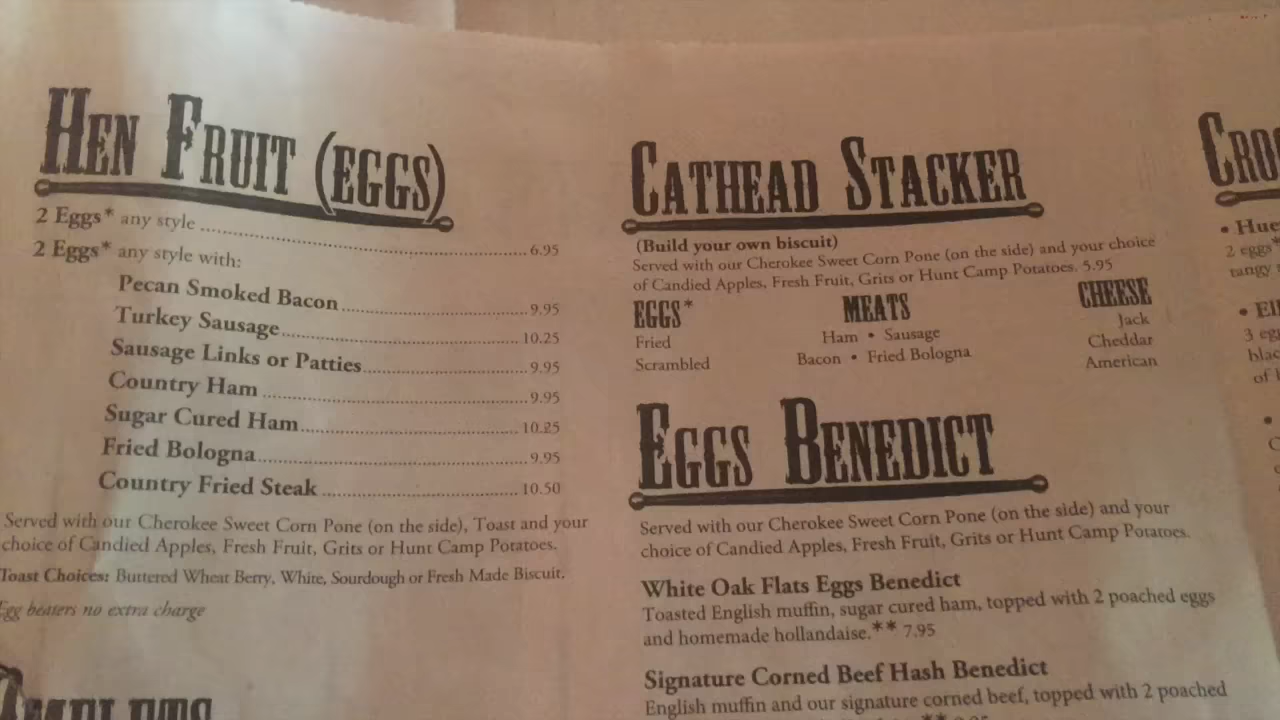 HEN FRUIT (EGGS)
2 Eggs* any style ........ 6.95
2 Eggs* any style with:
Pecan Smoked Bacon ........ 9.95
Turkey Sausage ........ 10.25
Sausage Links or Patties ........ 9.95
Country Ham ........ 9.95
Sugar Cured Ham ........ 10.25
Fried Bologna ........ 9.95
Country Fried Steak ........ 10.50
Served with our Cherokee Sweet Corn Pone (on the side), Toast and your
choice of Candied Apples, Fresh Fruit, Grits or Hunt Camp Potatoes.
Toast Choices: Buttered Wheat Berry, White, Sourdough or Fresh Made Biscuit.
Egg beaters no extra charge
CATHEAD STACKER
(Build your own biscuit)
Served with our Cherokee Sweet Corn Pone (on the side) and your choice
of Candied Apples, Fresh Fruit, Grits or Hunt Camp Potatoes. 5.95
EGGS*
Fried
Scrambled
MEATS
Ham • Sausage
Bacon • Fried Bologna
CHEESE
Jack
Cheddar
American
EGGS BENEDICT
Served with our Cherokee Sweet Corn Pone (on the side) and your
choice of Candied Apples, Fresh Fruit, Grits or Hunt Camp Potatoes.
White Oak Flats Eggs Benedict
Toasted English muffin, sugar cured ham, topped with 2 poached eggs
and homemade hollandaise.** 7.95
Signature Corned Beef Hash Benedict
English muffin and our signature corned beef, topped with 2 poached
2 eggs*
tangy
3
of